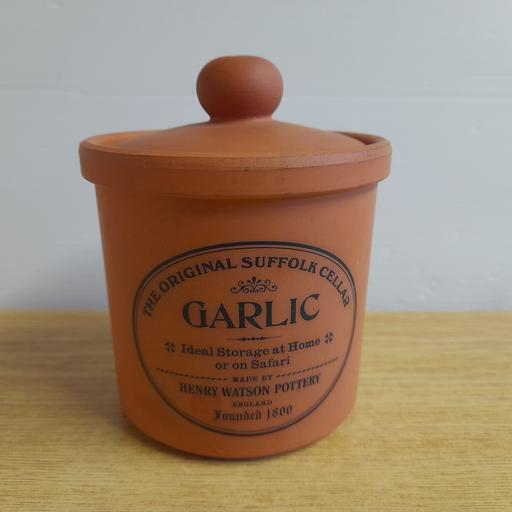 THE ORIGINAL SUFFOLK CELLAR
GARLIC
Ideal Storage at Home
or on Safari
MADE BY
HENRY WATSON POTTERY
ENGLAND
Founded 1800